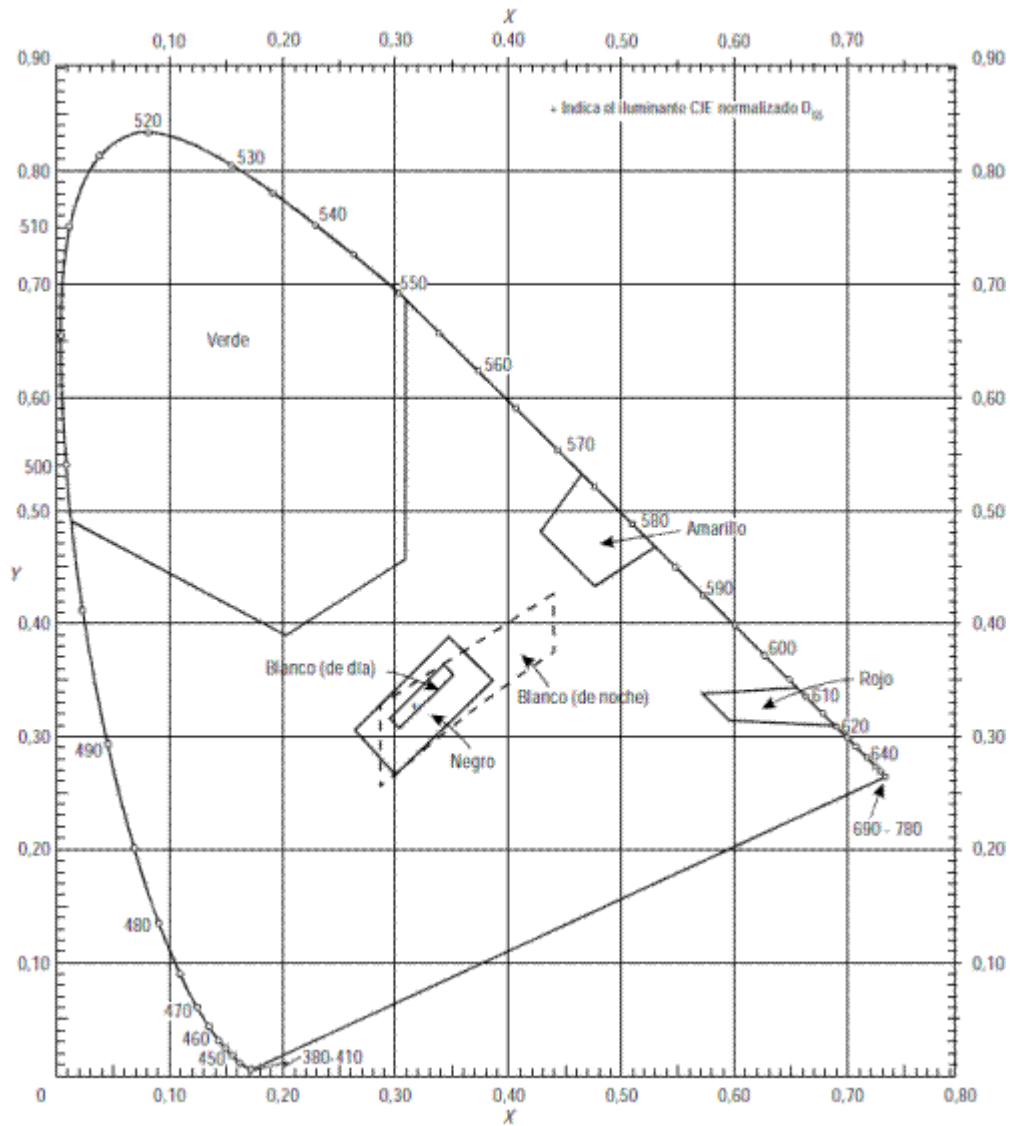 X
0,10 0,20 0,30 0,40 0,50 0,60 0,70
0,90 0,90
+ Indica el iluminante CIE normalizado D65
520
530
0,80 0,80
540
510
0,70 550 0,70
Verde
560
0,60 0,60
570
500
0,50 580 0,50
Amarillo
Y
590
0,40 0,40
600
Blanco (de día)
Blanco (de noche)
Rojo
610
0,30 620 0,30
490
Negro
640
690 - 780
0,20 0,20
480
0,10 0,10
470
460
450
380-410
0 0,10 0,20 0,30 0,40 0,50 0,60 0,70 0,80
X